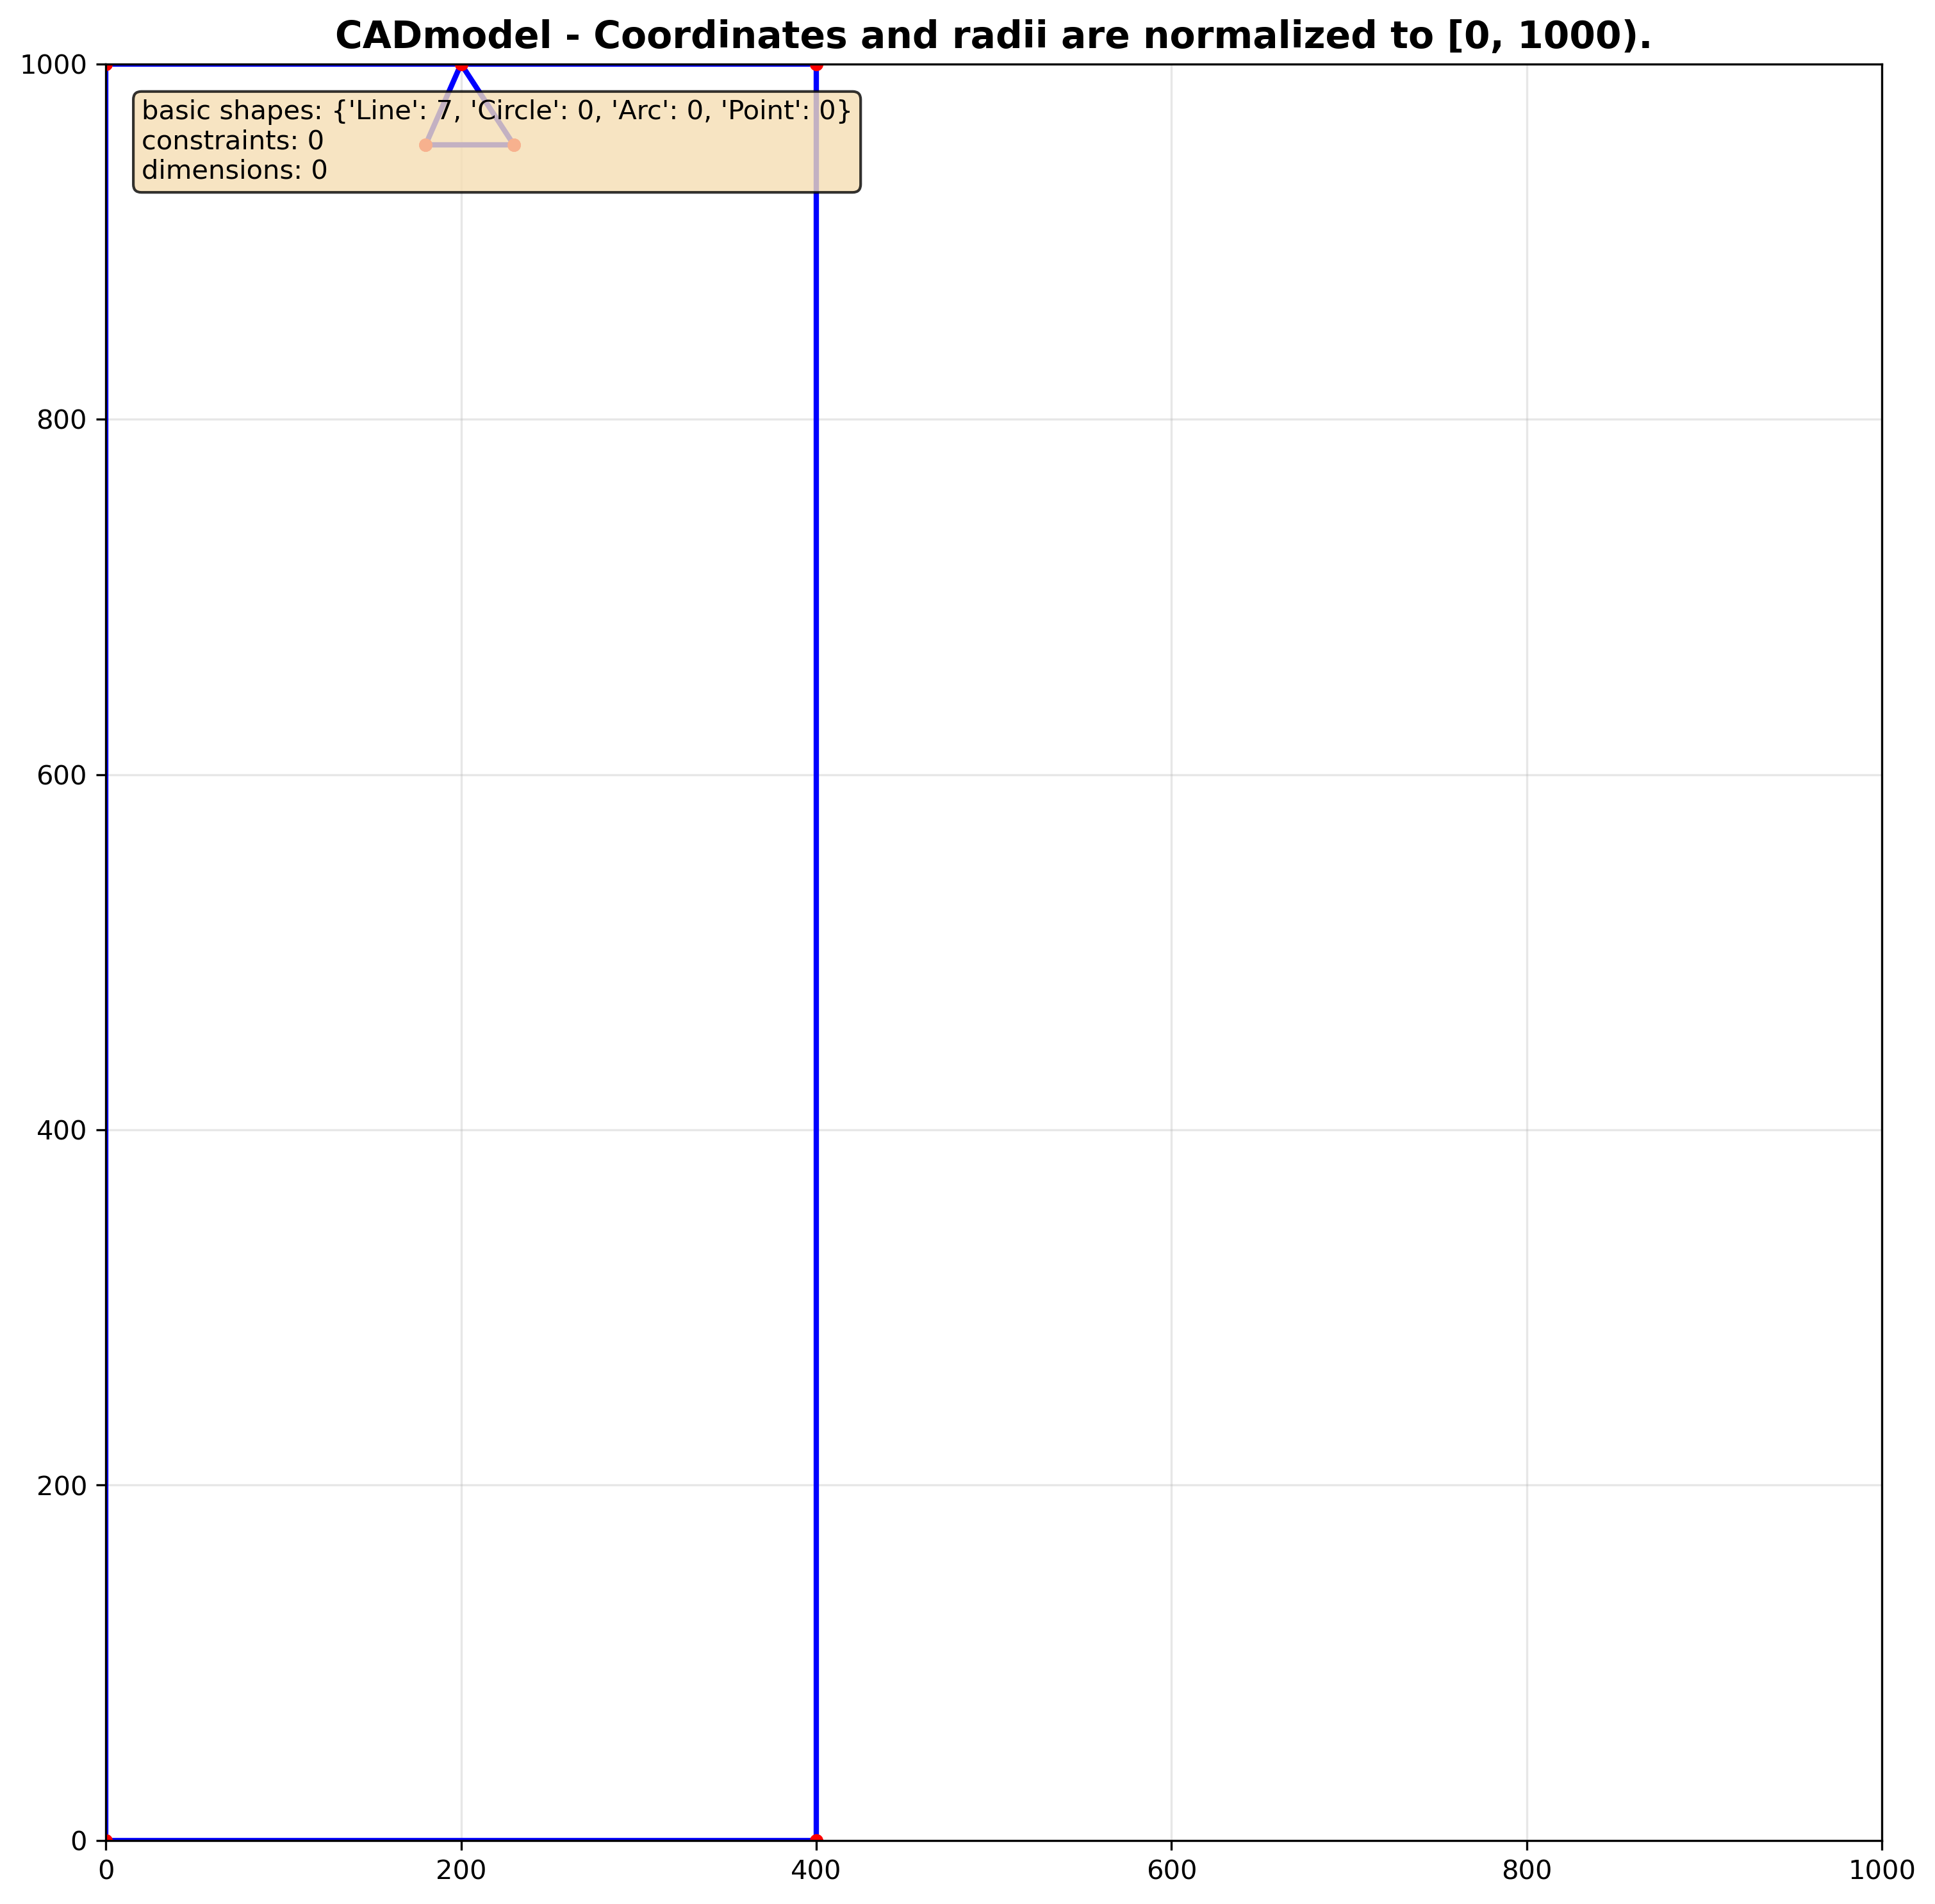 CADmodel - Coordinates and radii are normalized to [0, 1000).
1000
basic shapes: {'Line': 7, 'Circle': 0, 'Arc': 0, 'Point': 0}
constraints: 0
dimensions: 0
800
600
400
200
0
0 200 400 600 800 1000